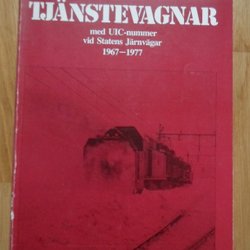 TJÄNSTEVAGNAR
med UIC-nummer
vid Statens Järnvägar
1967—1977